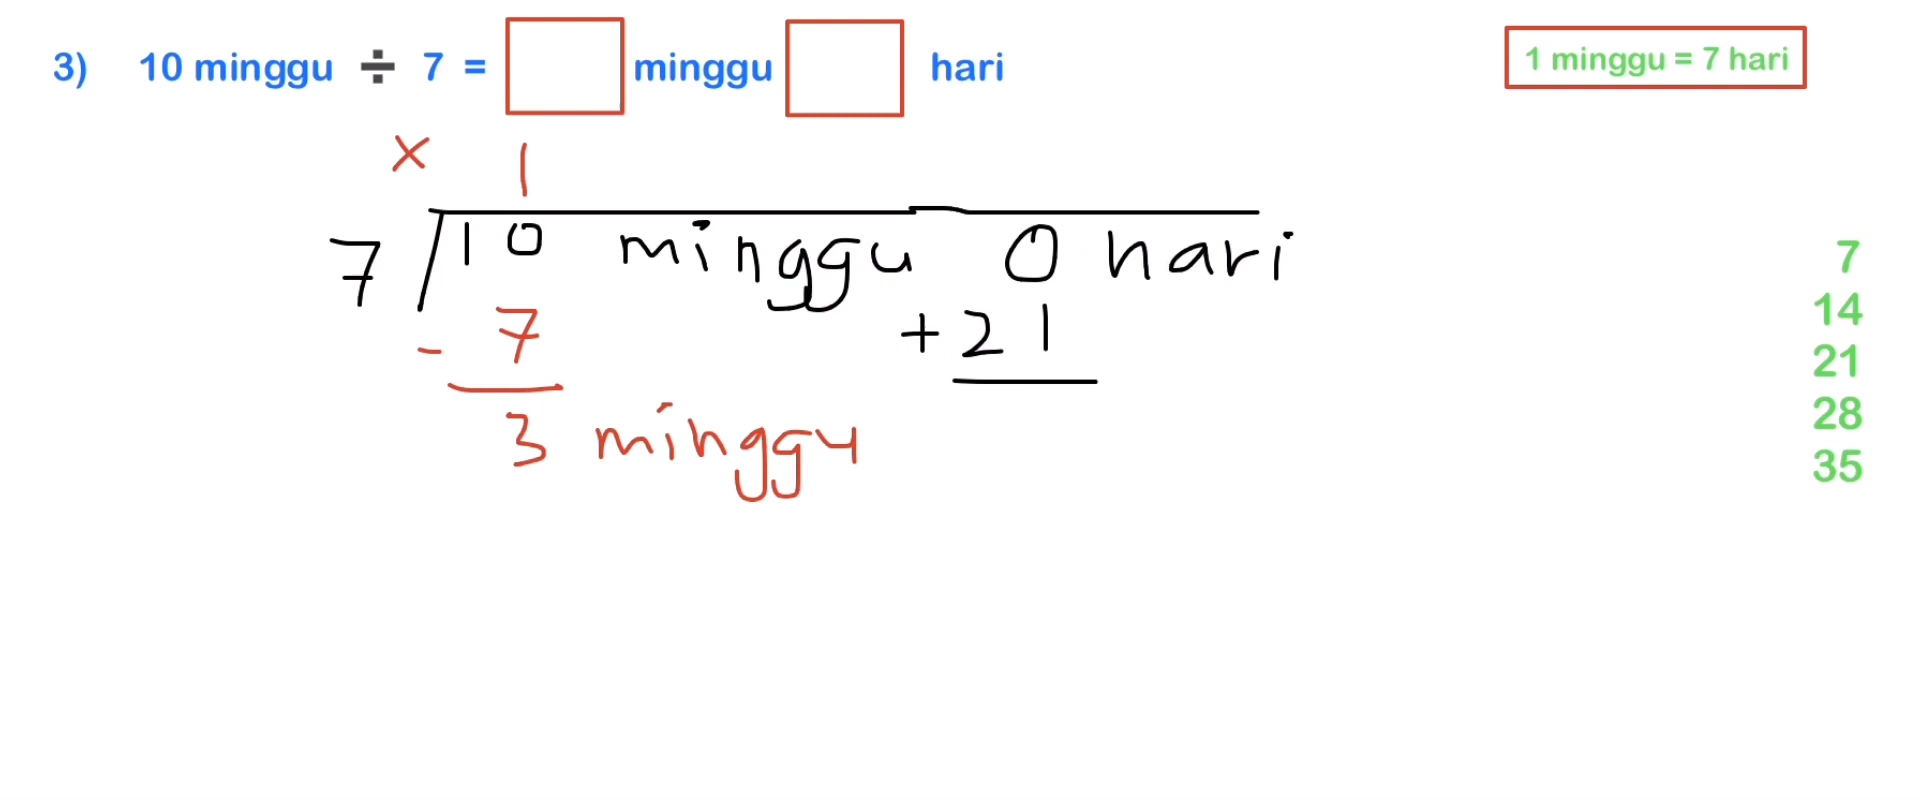 3) 10 minggu ÷ 7 = minggu hari
1 minggu = 7 hari
× 1
7 10 minggu 0 hari
- 7 + 21
3 minggu
7
14
21
28
35